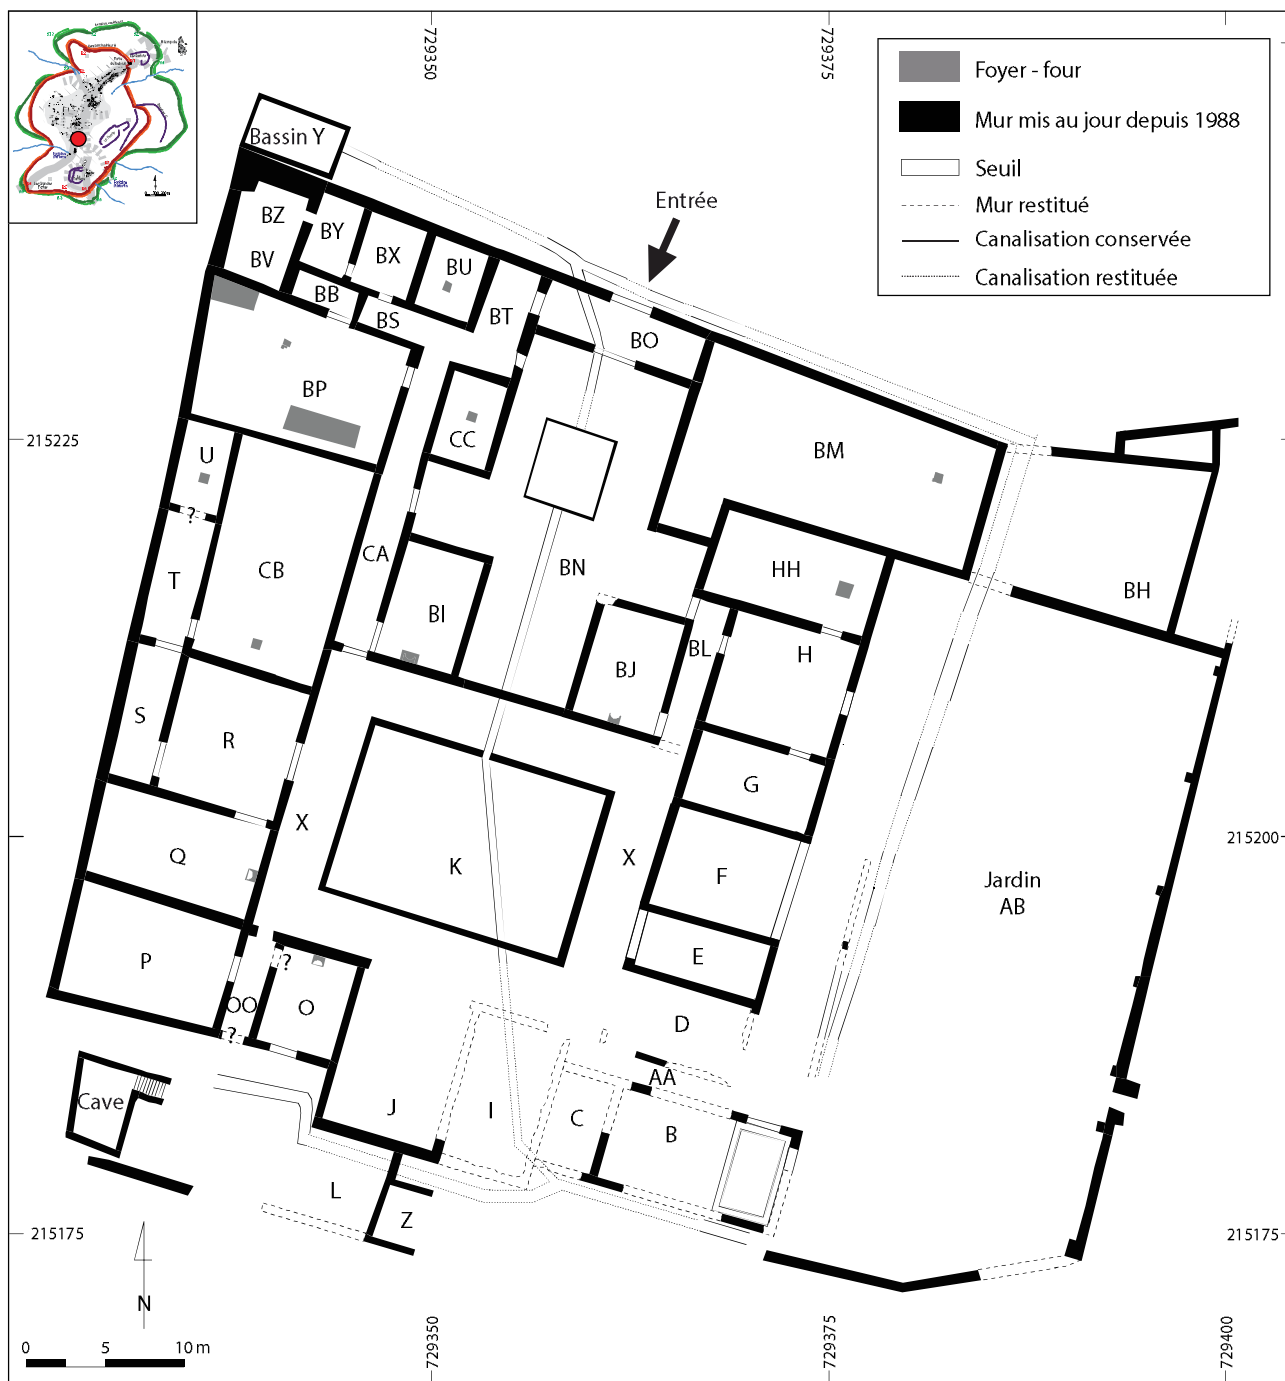 729350
729375
Foyer - four
Mur mis au jour depuis 1988
Seuil
Mur restitué
Canalisation conservée
Canalisation restituée
Bassin Y
Entrée
BZ
BY
BV
BX
BU
BB
BS
BT
BO
BP
CC
BM
215225
U
?
T
CB
CA
BN
BI
HH
BH
BL
H
BJ
S
R
G
X
K
X
Q
F
215200
Jardin
AB
P
E
?
OO
O
?
D
AA
Cave
J
I
C
B
L
Z
215175
215175
N
0
5
10 m
729350
729375
729400